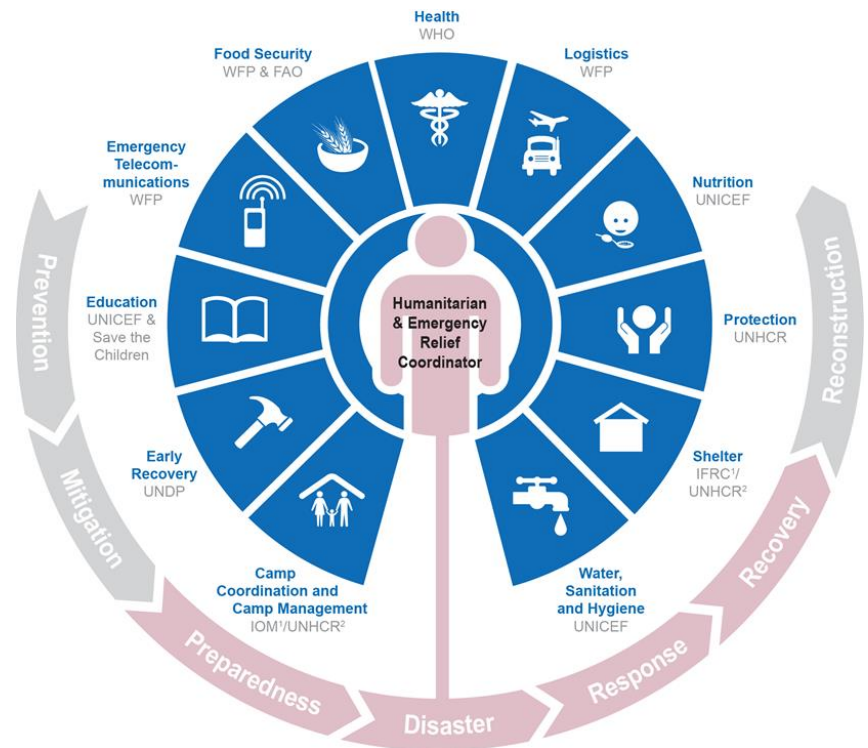 Health
WHO
Logistics
WFP
Nutrition
UNICEF
Protection
UNHCR
Shelter
IFRC¹/
UNHCR²
Water,
Sanitation
and Hygiene
UNICEF
Camp
Coordination and
Camp Management
IOM¹/UNHCR²
Early
Recovery
UNDP
Education
UNICEF &
Save the
Children
Emergency
Telecom-
munications
WFP
Food Security
WFP & FAO
Humanitarian
& Emergency
Relief
Coordinator
Prevention
Mitigation
Preparedness
Disaster
Response
Recovery
Reconstruction